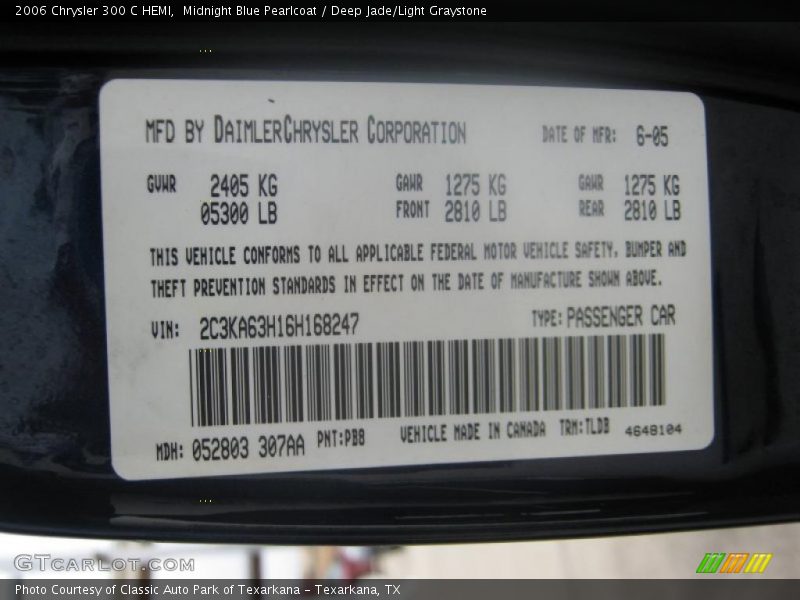 2006 Chrysler 300 C HEMI, Midnight Blue Pearlcoat / Deep Jade/Light Graystone
MFD BY DAIMLERCHRYSLER CORPORATION DATE OF MFR: 6-05
GVWR 2405 KG GAWR 1275 KG GAWR 1275 KG
05300 LB FRONT 2810 LB REAR 2810 LB
THIS VEHICLE CONFORMS TO ALL APPLICABLE FEDERAL MOTOR VEHICLE SAFETY, BUMPER AND
THEFT PREVENTION STANDARDS IN EFFECT ON THE DATE OF MANUFACTURE SHOWN ABOVE.
VIN: 2C3KA63H16H168247 TYPE: PASSENGER CAR
MDH: 052803 307AA PNT:PB8 VEHICLE MADE IN CANADA TRM:TLDB 4648104
GTCARLOT.COM
Photo Courtesy of Classic Auto Park of Texarkana - Texarkana, TX